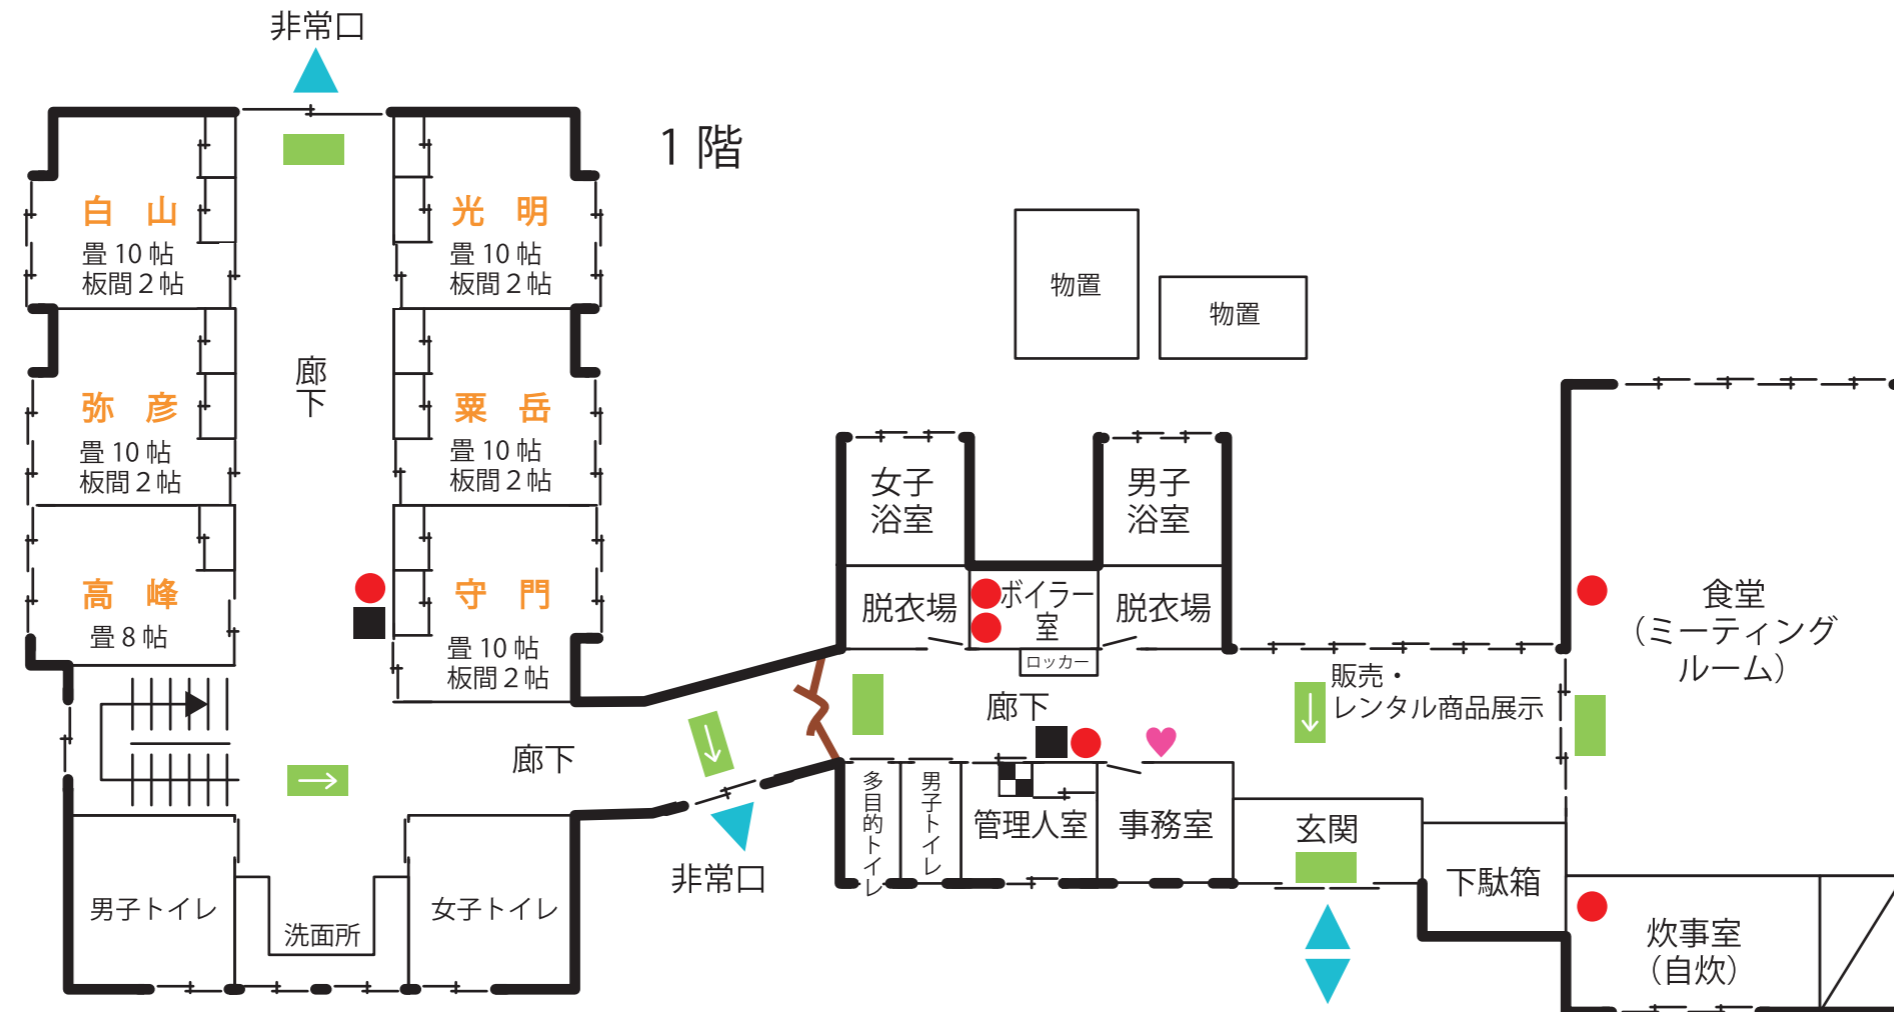 非常口
1 階
白 山
畳 10 帖
板間 2 帖
光 明
畳 10 帖
板間 2 帖
物置
物置
廊下
弥 彦
畳 10 帖
板間 2 帖
粟 岳
畳 10 帖
板間 2 帖
女子
浴室
男子
浴室
高 峰
畳 8 帖
守 門
畳 10 帖
板間 2 帖
脱衣場
ボイラー
室
脱衣場
ロッカー
食堂
(ミーティング
ルーム)
販売・
レンタル商品展示
廊下
廊下
多目的トイレ
男子トイレ
管理人室
事務室
玄関
下駄箱
非常口
男子トイレ
洗面所
女子トイレ
炊事室
(自炊)